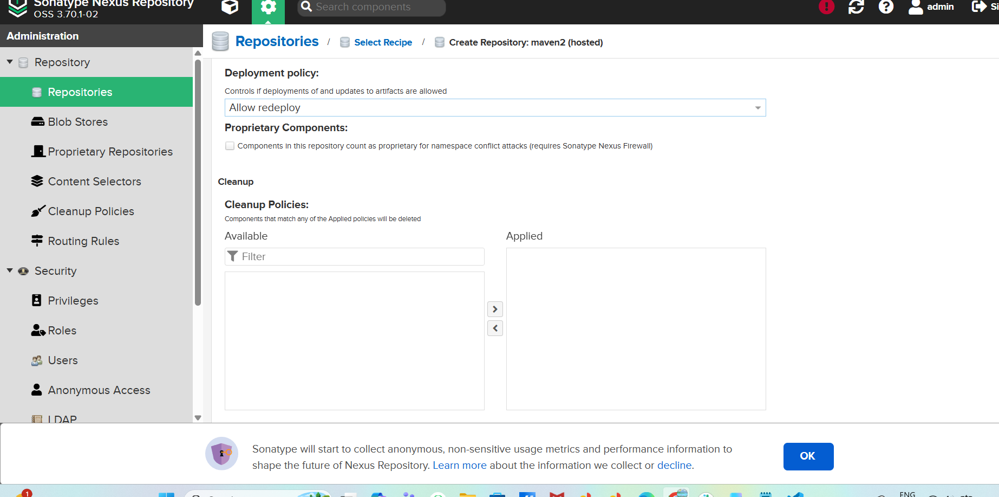 Sonatype Nexus Repository
OSS 3.70.1-02
Search components
admin
Si
Administration
Repositories / Select Recipe / Create Repository: maven2 (hosted)
Repository
Repositories
Blob Stores
Proprietary Repositories
Content Selectors
Cleanup Policies
Routing Rules
Security
Privileges
Roles
Users
Anonymous Access
LDAP
Deployment policy:
Controls if deployments of and updates to artifacts are allowed
Allow redeploy
Proprietary Components:
Components in this repository count as proprietary for namespace conflict attacks (requires Sonatype Nexus Firewall)
Cleanup
Cleanup Policies:
Components that match any of the Applied policies will be deleted
Available
Applied
Filter
Sonatype will start to collect anonymous, non-sensitive usage metrics and performance information to
shape the future of Nexus Repository. Learn more about the information we collect or decline.
OK
1
ENG